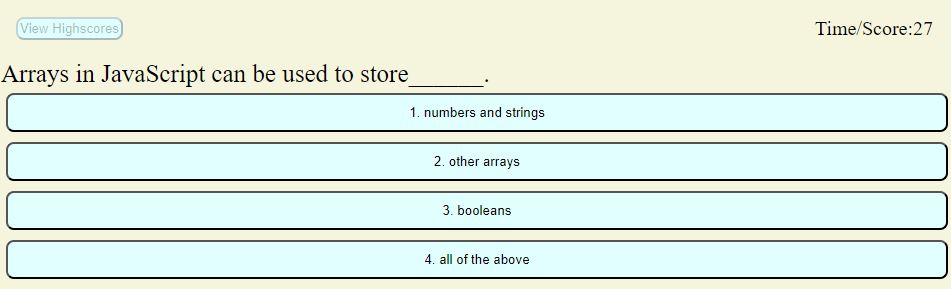 View Highscores
Time/Score:27
Arrays in JavaScript can be used to store______.
1. numbers and strings
2. other arrays
3. booleans
4. all of the above